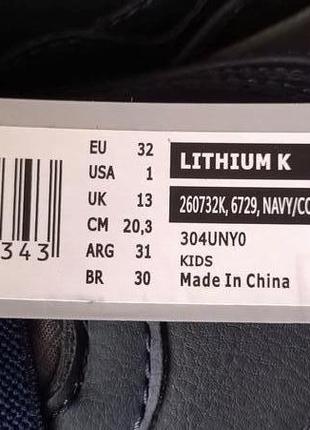 343
EU 32
USA 1
UK 13
CM 20,3
ARG 31
BR 30
LITHIUM K
260732K, 6729, NAVY/CO
304UNY0
KIDS
Made In China